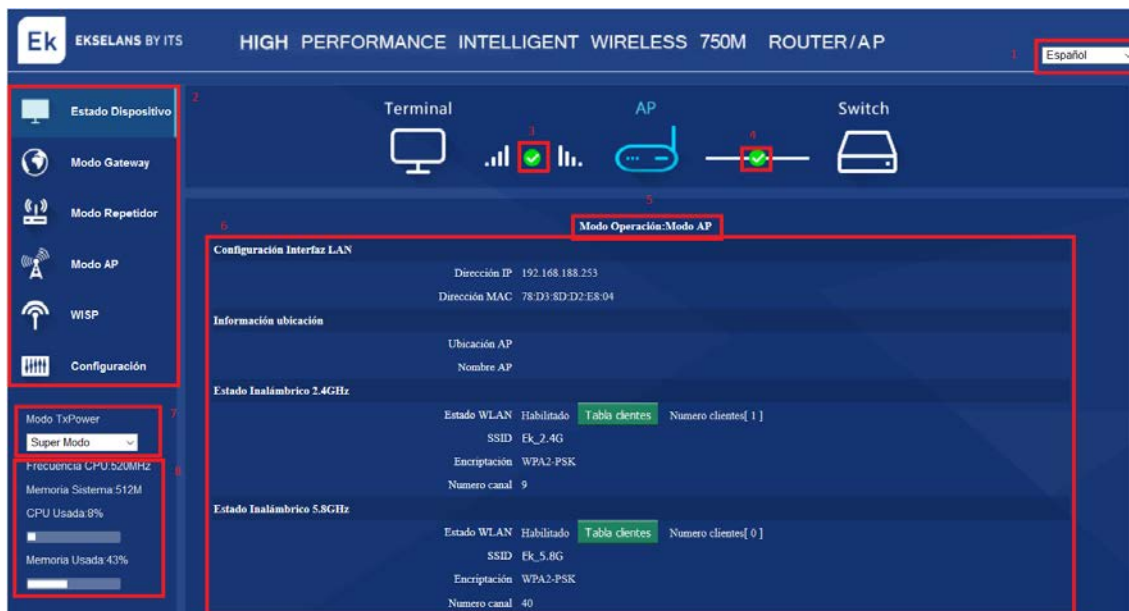 Ek EKSELANS BY ITS
HIGH PERFORMANCE INTELLIGENT WIRELESS 750M ROUTER/AP
1
Español
2
Estado Dispositivo
Modo Gateway
Modo Repetidor
Modo AP
WISP
Configuración
7
Modo TxPower
Super Modo
8
Frecuencia CPU:520MHz
Memoria Sistema:512M
CPU Usada:8%
Memoria Usada:43%
Terminal
AP
Switch
3
4
5
6
Modo Operación:Modo AP
Configuración Interfaz LAN
Dirección IP 192.168.188.253
Dirección MAC 78:D3:8D:D2:E8:04
Información ubicación
Ubicación AP
Nombre AP
Estado Inalámbrico 2.4GHz
Estado WLAN Habilitado Tabla clientes Numero clientes[ 1 ]
SSID Ek_2.4G
Encriptación WPA2-PSK
Numero canal 9
Estado Inalámbrico 5.8GHz
Estado WLAN Habilitado Tabla clientes Numero clientes[ 0 ]
SSID Ek_5.8G
Encriptación WPA2-PSK
Numero canal 40